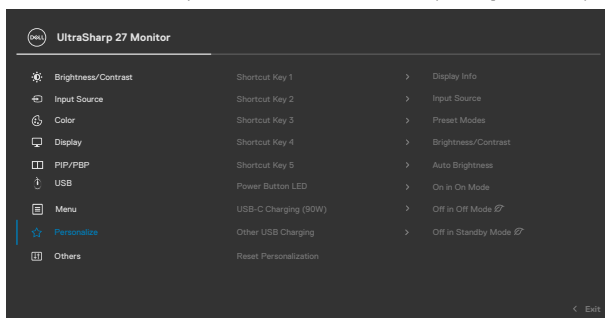 DELL UltraSharp 27 Monitor
Brightness/Contrast Shortcut Key 1 > Display Info
Input Source Shortcut Key 2 > Input Source
Color Shortcut Key 3 > Preset Modes
Display Shortcut Key 4 > Brightness/Contrast
PIP/PBP Shortcut Key 5 > Auto Brightness
USB Power Button LED > On in On Mode
Menu USB-C Charging (90W) > Off in Off Mode
Personalize Other USB Charging > Off in Standby Mode
Others Reset Personalization
< Exit